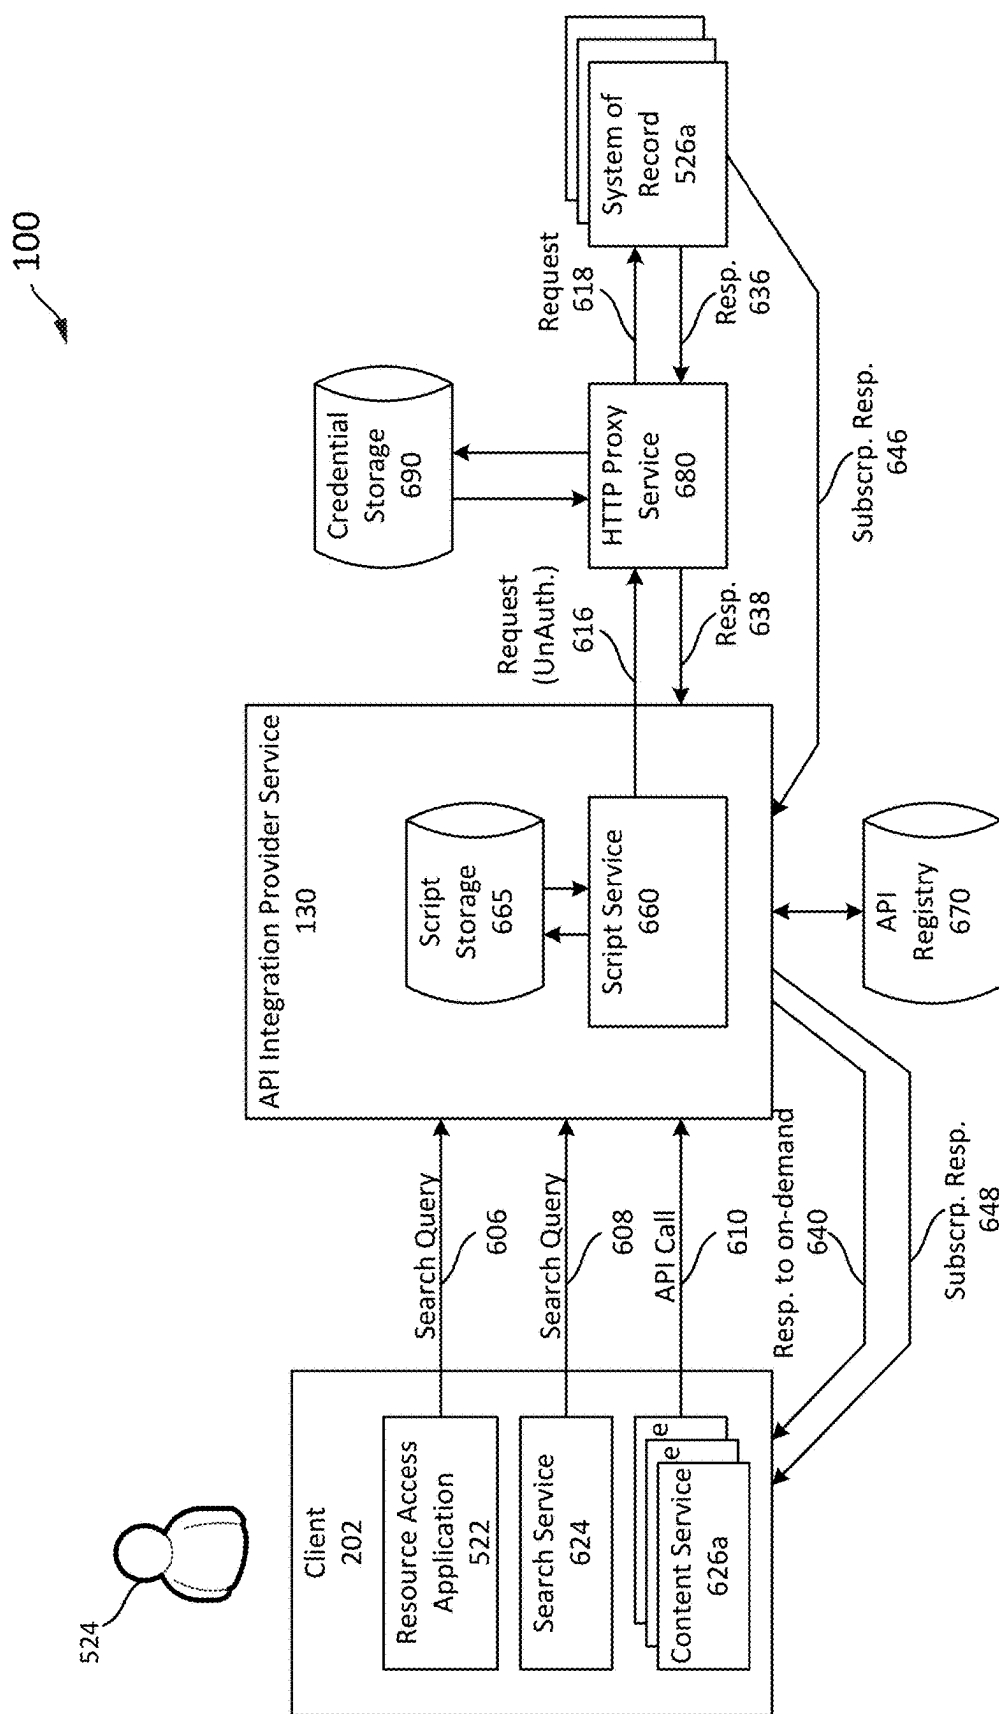 100
524
Client
202
Resource Access
Application
522
Search Service
624
e
e
Content Service
626a
Search Query
606
Search Query
608
API Call
610
Resp. to on-demand
640
Subscrp. Resp.
648
API Integration Provider Service
130
Script
Storage
665
Script Service
660
API
Registry
670
Request
(UnAuth.)
616
Resp.
638
Credential
Storage
690
HTTP Proxy
Service
680
Request
618
Resp.
636
Subscrp. Resp.
646
System of
Record
526a